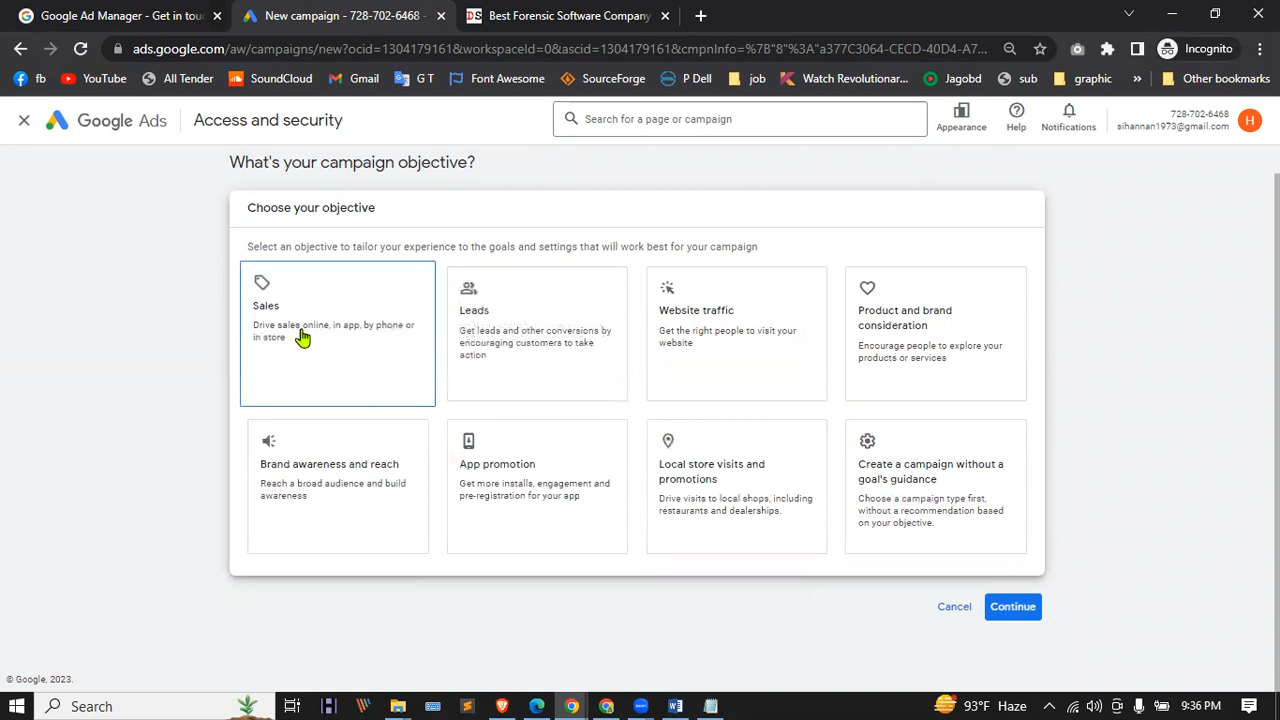 Google Ad Manager - Get in tou
New campaign - 728-702-6468 -
Best Forensic Software Company
ads.google.com/aw/campaigns/new?ocid=1304179161&workspaceId=0&ascid=1304179161&cmpnInfo=%7B"8"%3A"a377C3064-CECD-40D4-A7...
Incognito
fb
YouTube
All Tender
SoundCloud
Gmail
G T
Font Awesome
SourceForge
P Dell
job
Watch Revolutionar...
Jagobd
sub
graphic
»
Other bookmarks
Google Ads
Access and security
Search for a page or campaign
Appearance
Help
Notifications
728-702-6468
sihannan1973@gmail.com
H
What's your campaign objective?
Choose your objective
Select an objective to tailor your experience to the goals and settings that will work best for your campaign
Sales
Drive sales online, in app, by phone or
in store
Leads
Get leads and other conversions by
encouraging customers to take
action
Website traffic
Get the right people to visit your
website
Product and brand
consideration
Encourage people to explore your
products or services
Brand awareness and reach
Reach a broad audience and build
awareness
App promotion
Get more installs, engagement and
pre-registration for your app
Local store visits and
promotions
Drive visits to local shops, including
restaurants and dealerships.
Create a campaign without a
goal's guidance
Choose a campaign type first,
without a recommendation based
on your objective.
Cancel
Continue
© Google, 2023.
Search
93°F Haze
9:36 PM